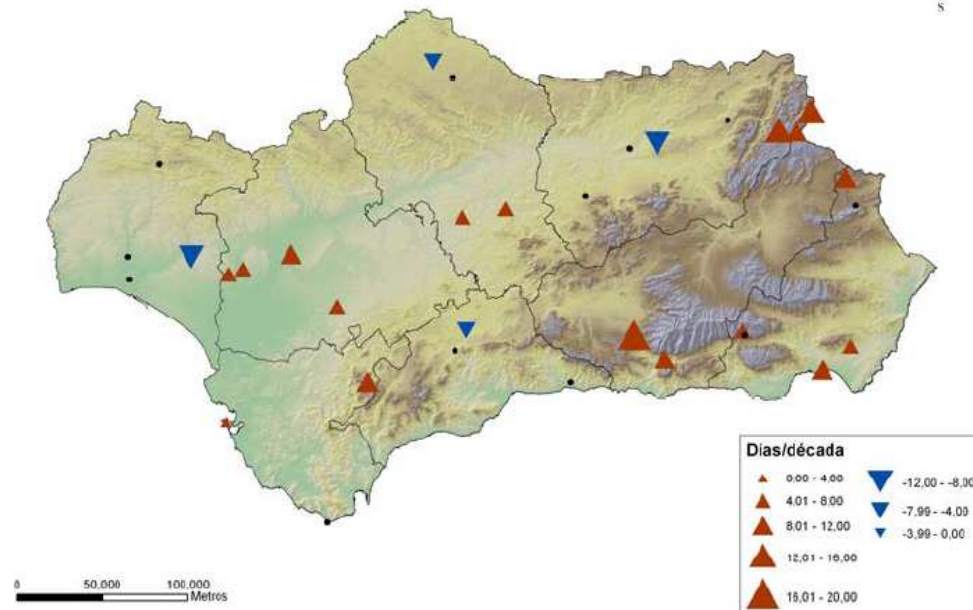 s
Días/década
0,00 - 4,00
4,01 - 8,00
8,01 - 12,00
12,01 - 16,00
16,01 - 20,00
-12,00 - -8,00
-7,99 - -4,00
-3,99 - 0,00
0 50,000 100,000
Metros